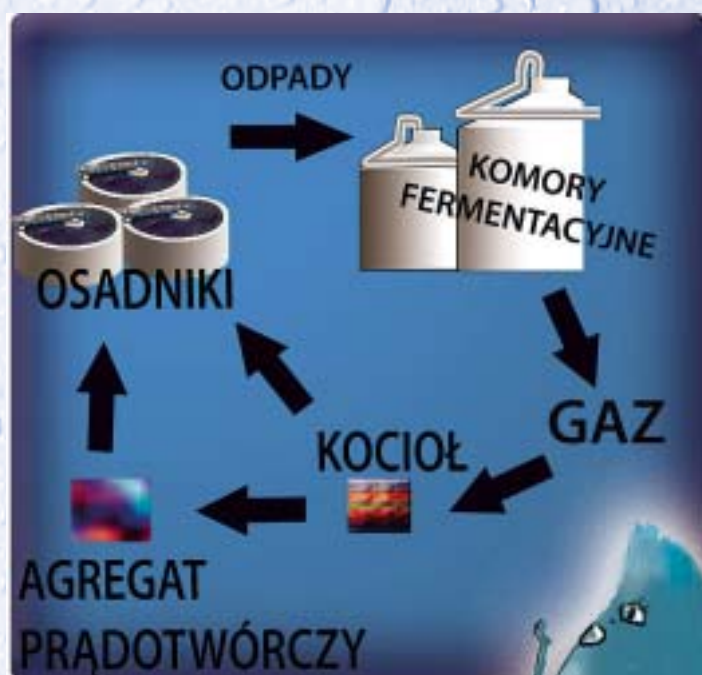 ODPADY
KOMORY
FERMENTACYJNE
OSADNIKI
GAZ
KOCIOŁ
AGREGAT
PRĄDOTWÓRCZY